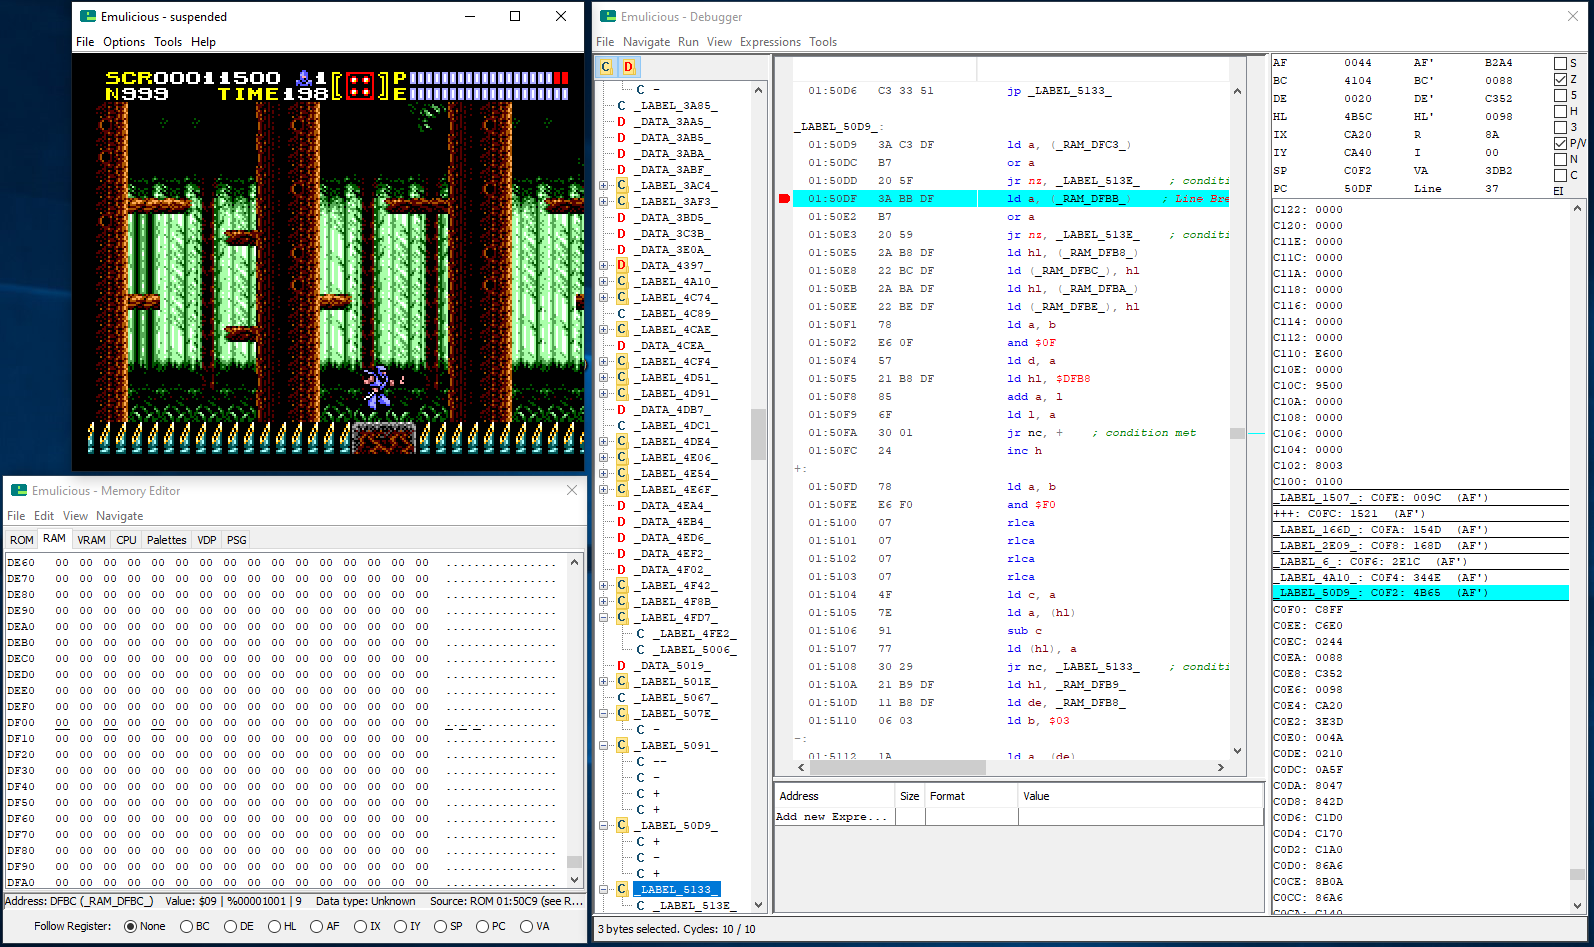 Emulicious - suspended
File Options Tools Help
SCR00011500 1 P
N999 TIME198 E
Emulicious - Memory Editor
File Edit View Navigate
ROM RAM VRAM CPU Palettes VDP PSG
DE60 00 00 00 00 00 00 00 00 00 00 00 00 00 00 00 00 ................
DE70 00 00 00 00 00 00 00 00 00 00 00 00 00 00 00 00 ................
DE80 00 00 00 00 00 00 00 00 00 00 00 00 00 00 00 00 ................
DE90 00 00 00 00 00 00 00 00 00 00 00 00 00 00 00 00 ................
DEA0 00 00 00 00 00 00 00 00 00 00 00 00 00 00 00 00 ................
DEB0 00 00 00 00 00 00 00 00 00 00 00 00 00 00 00 00 ................
DEC0 00 00 00 00 00 00 00 00 00 00 00 00 00 00 00 00 ................
DED0 00 00 00 00 00 00 00 00 00 00 00 00 00 00 00 00 ................
DEE0 00 00 00 00 00 00 00 00 00 00 00 00 00 00 00 00 ................
DEF0 00 00 00 00 00 00 00 00 00 00 00 00 00 00 00 00 ................
DF00 00 00 00 00 00 00 00 00 00 00 00 00 00 00 00 00 ................
DF10 00 00 00 00 00 00 00 00 00 00 00 00 00 00 00 00 ................
DF20 00 00 00 00 00 00 00 00 00 00 00 00 00 00 00 00 ................
DF30 00 00 00 00 00 00 00 00 00 00 00 00 00 00 00 00 ................
DF40 00 00 00 00 00 00 00 00 00 00 00 00 00 00 00 00 ................
DF50 00 00 00 00 00 00 00 00 00 00 00 00 00 00 00 00 ................
DF60 00 00 00 00 00 00 00 00 00 00 00 00 00 00 00 00 ................
DF70 00 00 00 00 00 00 00 00 00 00 00 00 00 00 00 00 ................
DF80 00 00 00 00 00 00 00 00 00 00 00 00 00 00 00 00 ................
DF90 00 00 00 00 00 00 00 00 00 00 00 00 00 00 00 00 ................
DFA0 00 00 00 00 00 00 00 00 00 00 00 00 00 00 00 00 ................
Address: DFBC (_RAM_DFBC_) Value: $09 | %00001001 | 9 Data type: Unknown Source: ROM 01:50C9 (see R...
Follow Register: None BC DE HL AF IX IY SP PC VA
Emulicious - Debugger
File Navigate Run View Expressions Tools
C D
C -
C _LABEL_3A85_
D _DATA_3AA5_
D _DATA_3AB5_
D _DATA_3ABA_
D _DATA_3ABF_
C _LABEL_3AC4_
C _LABEL_3AF3_
D _DATA_3BD5_
D _DATA_3C3B_
D _DATA_3E0A_
D _DATA_4397_
C _LABEL_4A10_
C _LABEL_4C74_
C _LABEL_4C89_
C _LABEL_4CAE_
D _DATA_4CEA_
C _LABEL_4CF4_
C _LABEL_4D51_
C _LABEL_4D91_
D _DATA_4DB7_
C _LABEL_4DC1_
C _LABEL_4DE4_
C _LABEL_4E06_
C _LABEL_4E54_
C _LABEL_4E6F_
D _DATA_4EA4_
D _DATA_4EB4_
D _DATA_4ED6_
D _DATA_4EF2_
D _DATA_4F02_
C _LABEL_4F42_
C _LABEL_4F8B_
C _LABEL_4FD7_
C _LABEL_4FE2_
C _LABEL_5006_
D _DATA_5019_
C _LABEL_501E_
C _LABEL_5067_
C _LABEL_507E_
C -
C _LABEL_5091_
C --
C -
C +
C +
C _LABEL_50D9_
C +
C -
C +
C _LABEL_5133_
C _LABEL_513E_
01:50D6 C3 33 51 jp _LABEL_5133_
_LABEL_50D9_:
01:50D9 3A C3 DF ld a, (_RAM_DFC3_)
01:50DC B7 or a
01:50DD 20 5F jr nz, _LABEL_513E_ ; conditi
01:50DF 3A BB DF ld a, (_RAM_DFBB_) ; Line Bre
01:50E2 B7 or a
01:50E3 20 59 jr nz, _LABEL_513E_ ; conditi
01:50E5 2A B8 DF ld hl, (_RAM_DFB8_)
01:50E8 22 BC DF ld (_RAM_DFBC_), hl
01:50EB 2A BA DF ld hl, (_RAM_DFBA_)
01:50EE 22 BE DF ld (_RAM_DFBE_), hl
01:50F1 78 ld a, b
01:50F2 E6 0F and $0F
01:50F4 57 ld d, a
01:50F5 21 B8 DF ld hl, $DFB8
01:50F8 85 add a, l
01:50F9 6F ld l, a
01:50FA 30 01 jr nc, + ; condition met
01:50FC 24 inc h
+:
01:50FD 78 ld a, b
01:50FE E6 F0 and $F0
01:5100 07 rlca
01:5101 07 rlca
01:5102 07 rlca
01:5103 07 rlca
01:5104 4F ld c, a
01:5105 7E ld a, (hl)
01:5106 91 sub c
01:5107 77 ld (hl), a
01:5108 30 29 jr nc, _LABEL_5133_ ; conditi
01:510A 21 B9 DF ld hl, _RAM_DFB9_
01:510D 11 B8 DF ld de, _RAM_DFB8_
01:5110 06 03 ld b, $03
-:
01:5112 1A ld a, (de)
Address Size Format Value
Add new Expre...
AF 0044 AF' B2A4 S
BC 4104 BC' 0088 Z
DE 0020 DE' C352 5
HL 4B5C HL' 0098 H
IX CA20 R 8A 3
IY CA40 I 00 P/V
SP C0F2 VA 3DB2 N
PC 50DF Line 37 C
EI
C122: 0000
C120: 0000
C11E: 0000
C11C: 0000
C11A: 0000
C118: 0000
C116: 0000
C114: 0000
C112: 0000
C110: E600
C10E: 0000
C10C: 9500
C10A: 0000
C108: 0000
C106: 0000
C104: 0000
C102: 8003
C100: 0100
_LABEL_1507_: C0FE: 009C (AF')
+++: C0FC: 1521 (AF')
_LABEL_166D_: C0FA: 154D (AF')
_LABEL_2E09_: C0F8: 168D (AF')
_LABEL_6_: C0F6: 2E1C (AF')
_LABEL_4A10_: C0F4: 344E (AF')
_LABEL_50D9_: C0F2: 4B65 (AF')
C0F0: C8FF
C0EE: C6E0
C0EC: 0244
C0EA: 0088
C0E8: C352
C0E6: 0098
C0E4: CA20
C0E2: 3E3D
C0E0: 004A
C0DE: 0210
C0DC: 0A5F
C0DA: 8047
C0D8: 842D
C0D6: C1D0
C0D4: C170
C0D2: C1A0
C0D0: 86A6
C0CE: 8B0A
C0CC: 86A6
C0CA: C140
3 bytes selected. Cycles: 10 / 10